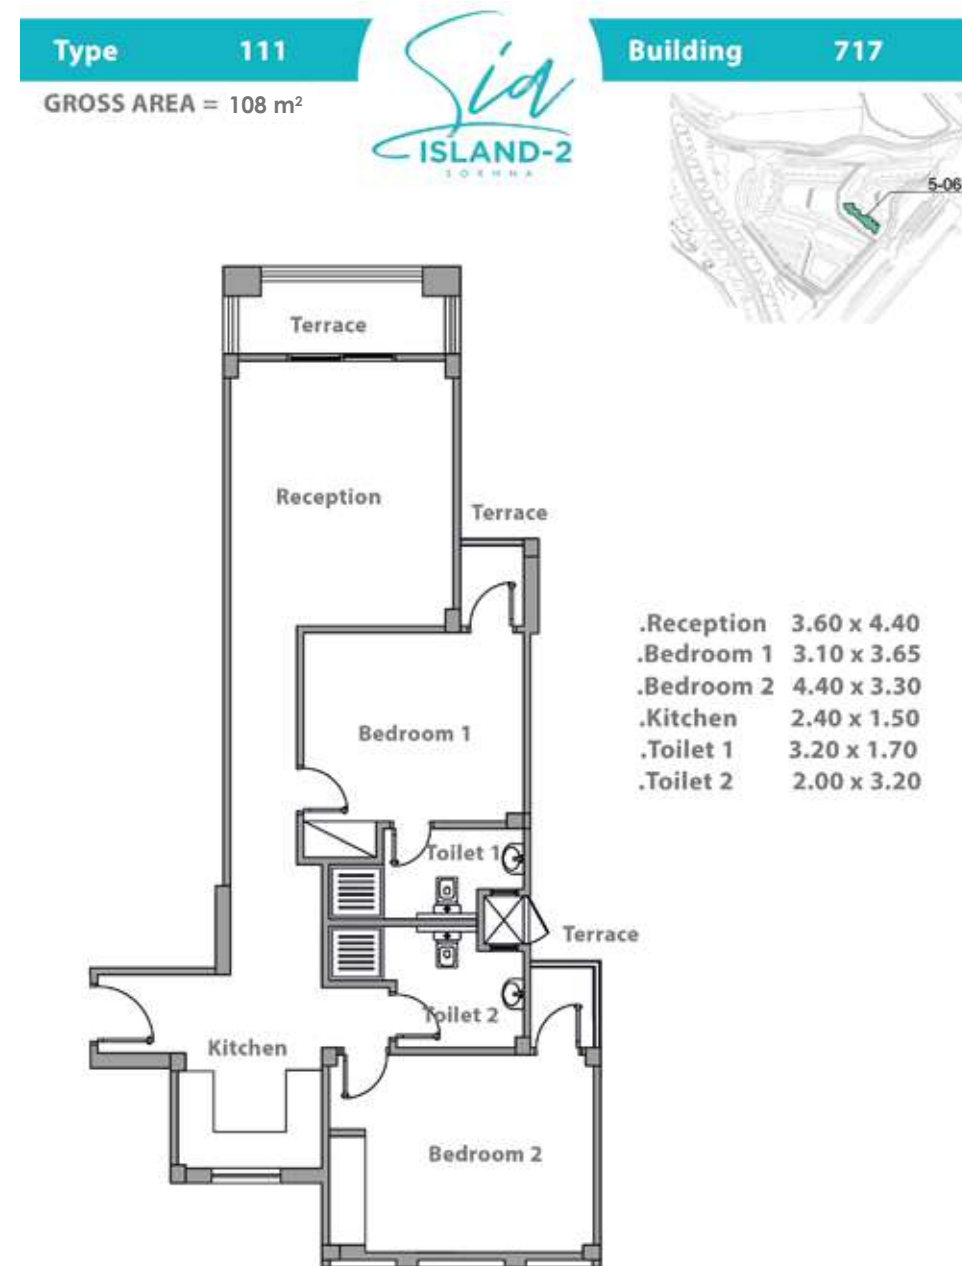 Type 111
Building 717
GROSS AREA = 108 m²
Sia
ISLAND-2
SOKHNA
5-06
Terrace
Reception
Terrace
.Reception 3.60 x 4.40
.Bedroom 1 3.10 x 3.65
.Bedroom 2 4.40 x 3.30
.Kitchen 2.40 x 1.50
.Toilet 1 3.20 x 1.70
.Toilet 2 2.00 x 3.20
Bedroom 1
Toilet 1
Terrace
Toilet 2
Kitchen
Bedroom 2